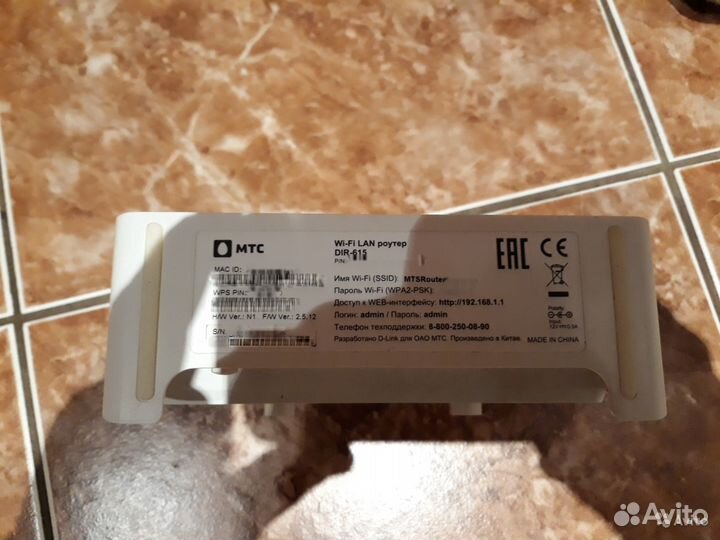 МТС
MAC ID:
WPS PIN:
H/W Ver.: N1 F/W Ver.: 2.5.12
S/N:
Wi-Fi LAN роутер
DIR-615
P/N:
Имя Wi-Fi (SSID): MTSRouter
Пароль Wi-Fi (WPA2-PSK):
Доступ к WEB-интерфейсу: http://192.168.1.1
Логин: admin / Пароль: admin
Телефон техподдержки: 8-800-250-08-90
Разработано D-Link для ОАО МТС. Произведено в Китае.
EAC CE
Polarity:
Input:
MADE IN CHINA
Avito
Avito